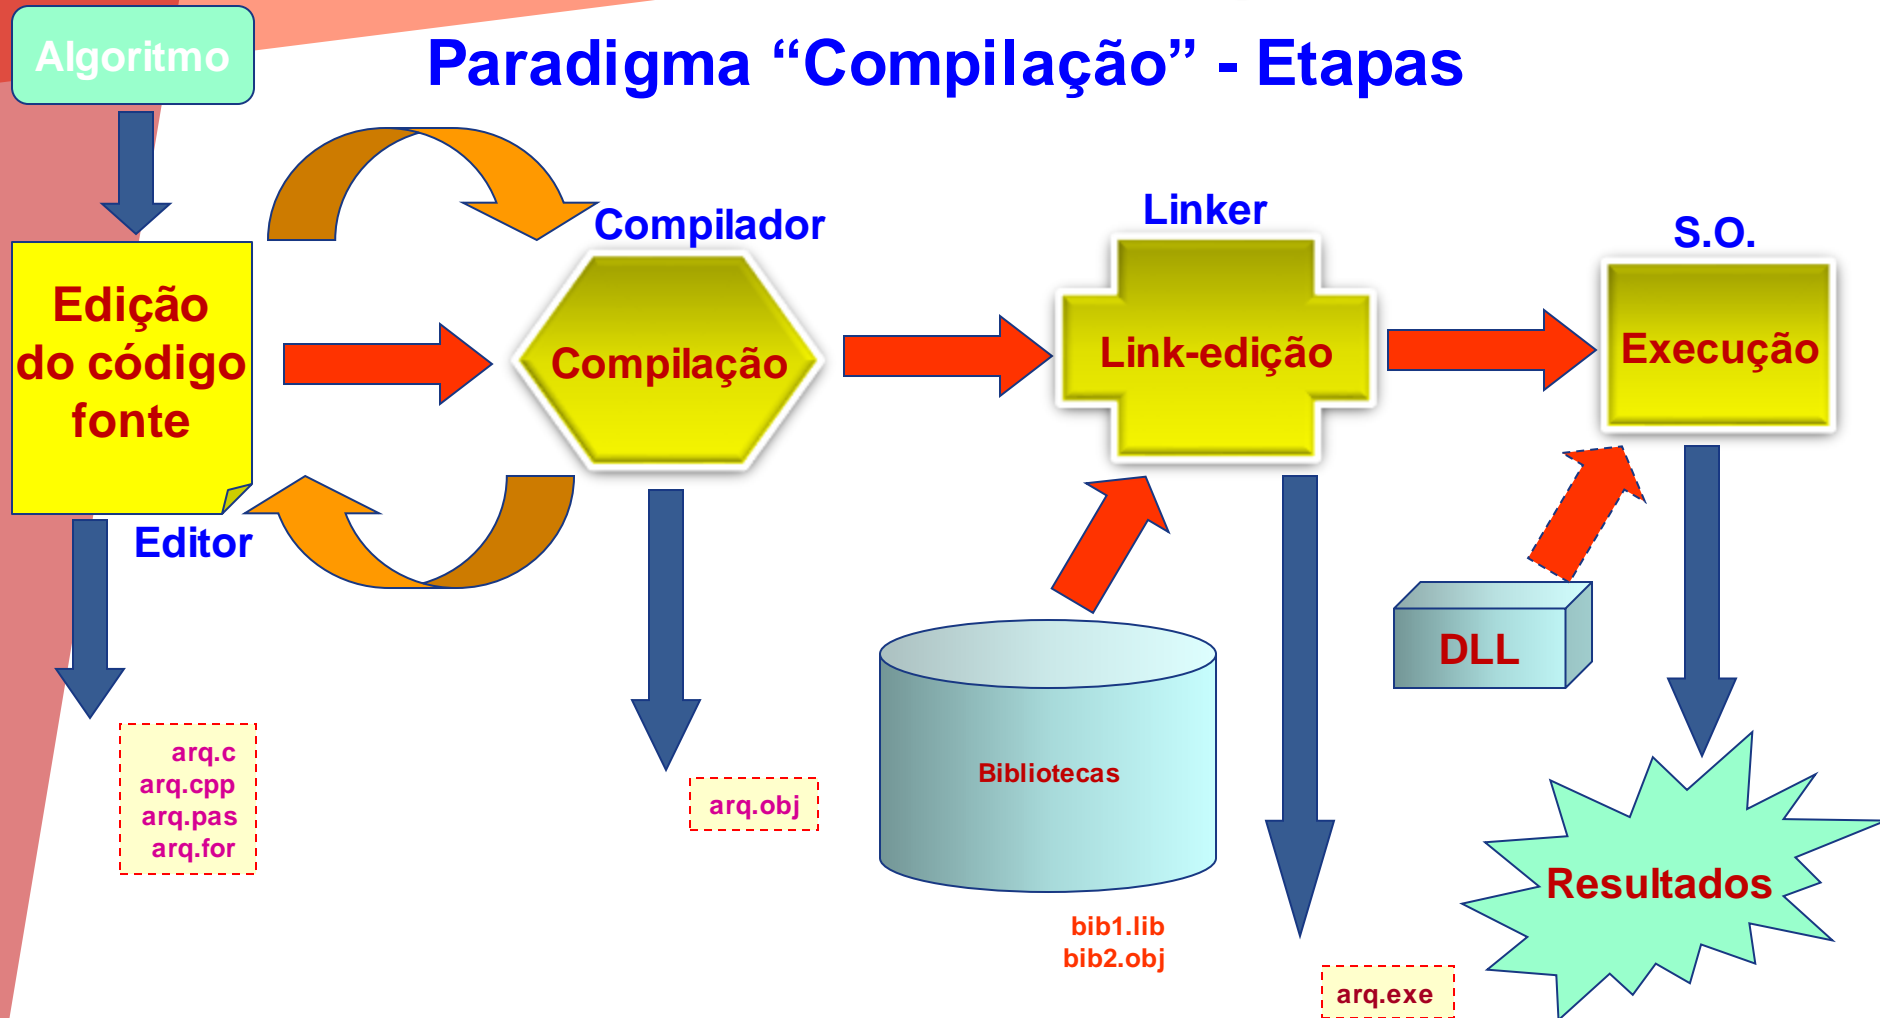 Algoritmo
Paradigma “Compilação” - Etapas
Compilador
Linker
S.O.
Edição
do código
fonte
Compilação
Link-edição
Execução
Editor
DLL
arq.c
arq.cpp
arq.pas
arq.for
arq.obj
Bibliotecas
Resultados
bib1.lib
bib2.obj
arq.exe